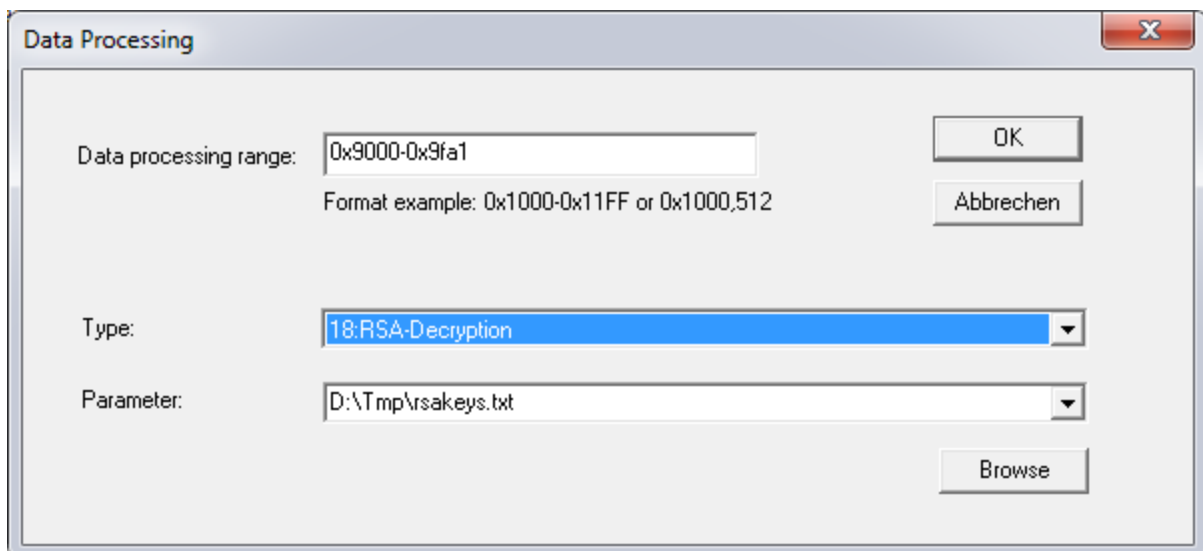 Data Processing
Data processing range: 0x9000-0x9fa1 OK
Format example: 0x1000-0x11FF or 0x1000,512 Abbrechen
Type: 18:RSA-Decryption
Parameter: D:\Tmp\rsakeys.txt
Browse